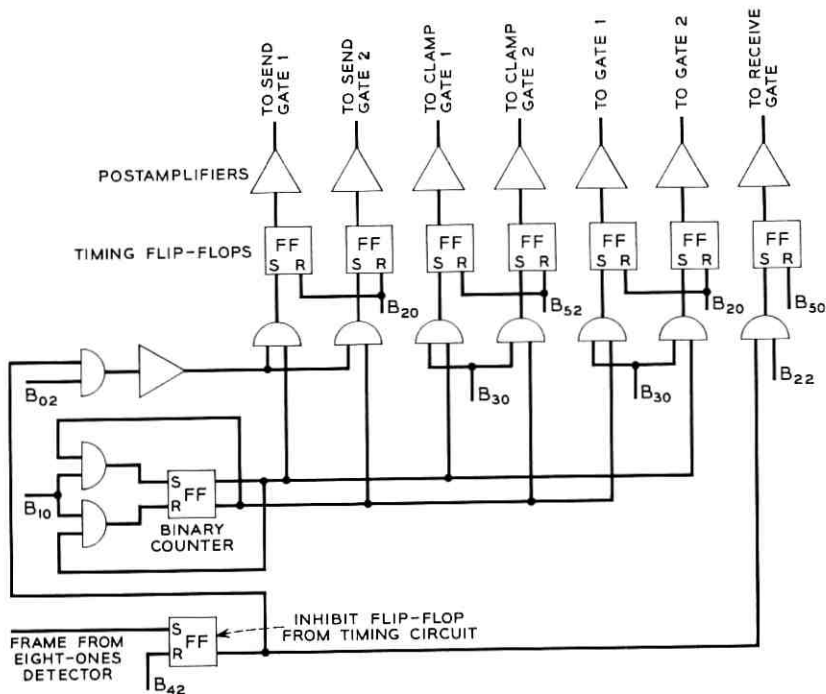 TO SEND
GATE 1
TO SEND
GATE 2
TO CLAMP
GATE 1
TO CLAMP
GATE 2
TO GATE 1
TO GATE 2
TO RECEIVE
GATE
POSTAMPLIFIERS
TIMING FLIP-FLOPS
FF
S R
FF
S R
FF
S R
FF
S R
FF
S R
FF
S R
FF
S R
B20
B52
B20
B50
B02
B30
B30
B22
B10
S
FF
R
BINARY
COUNTER
S
FF
R
INHIBIT FLIP-FLOP
FROM TIMING CIRCUIT
FRAME FROM
EIGHT-ONES
DETECTOR
B42